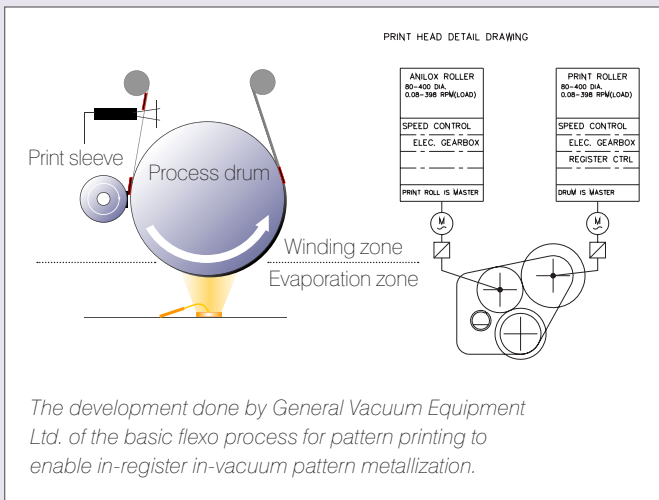 PRINT HEAD DETAIL DRAWING
ANILOX ROLLER
80-400 DIA.
0.08-398 RPM(LOAD)
SPEED CONTROL
ELEC. GEARBOX
PRINT ROLL IS MASTER
M
PRINT ROLLER
80-400 DIA.
0.08-398 RPM(LOAD)
SPEED CONTROL
ELEC. GEARBOX
REGISTER CTRL
DRUM IS MASTER
M
Print sleeve
Process drum
Winding zone
Evaporation zone
The development done by General Vacuum Equipment
Ltd. of the basic flexo process for pattern printing to
enable in-register in-vacuum pattern metallization.